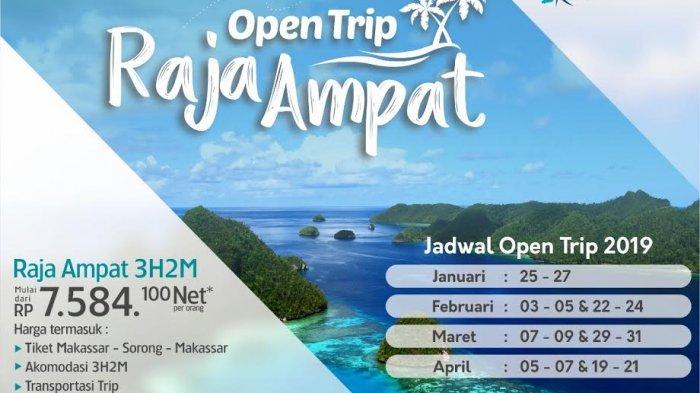 Open Trip
Raja Ampat
Raja Ampat 3H2M
Mulai dari RP 7.584.100 Net* per orang
Harga termasuk :
Tiket Makassar - Sorong - Makassar
Akomodasi 3H2M
Transportasi Trip
Jadwal Open Trip 2019
Januari : 25 - 27
Februari : 03 - 05 & 22 - 24
Maret : 07 - 09 & 29 - 31
April : 05 - 07 & 19 - 21